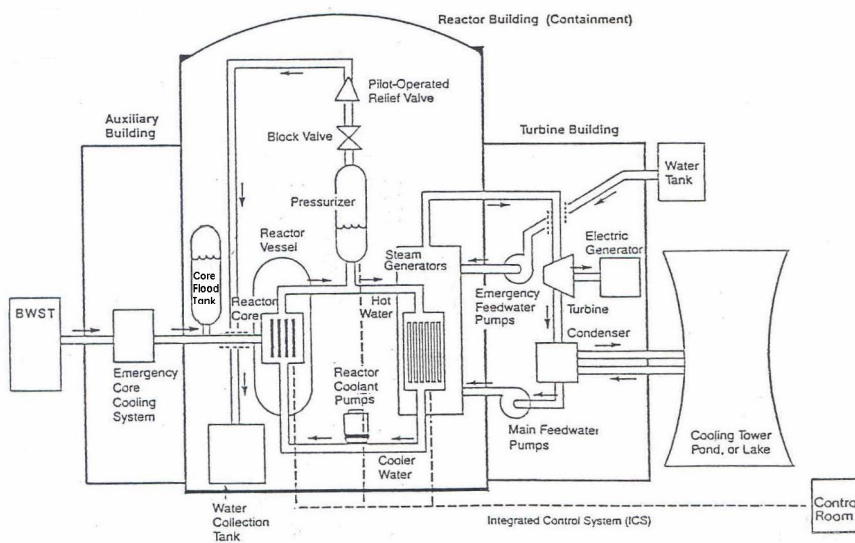 Reactor Building (Containment)
Pilot-Operated
Relief Valve
Auxiliary
Building
Block Valve
Turbine Building
Water
Tank
Pressurizer
Reactor
Vessel
Steam
Generators
Electric
Generator
Core
Flood
Tank
Reactor
Core
Hot
Water
Emergency
Feedwater
Pumps
Turbine
BWST
Condenser
Emergency
Core
Cooling
System
Reactor
Coolant
Pumps
Main Feedwater
Pumps
Cooling Tower
Pond, or Lake
Cooler
Water
Water
Collection
Tank
Integrated Control System (ICS)
Control
Room